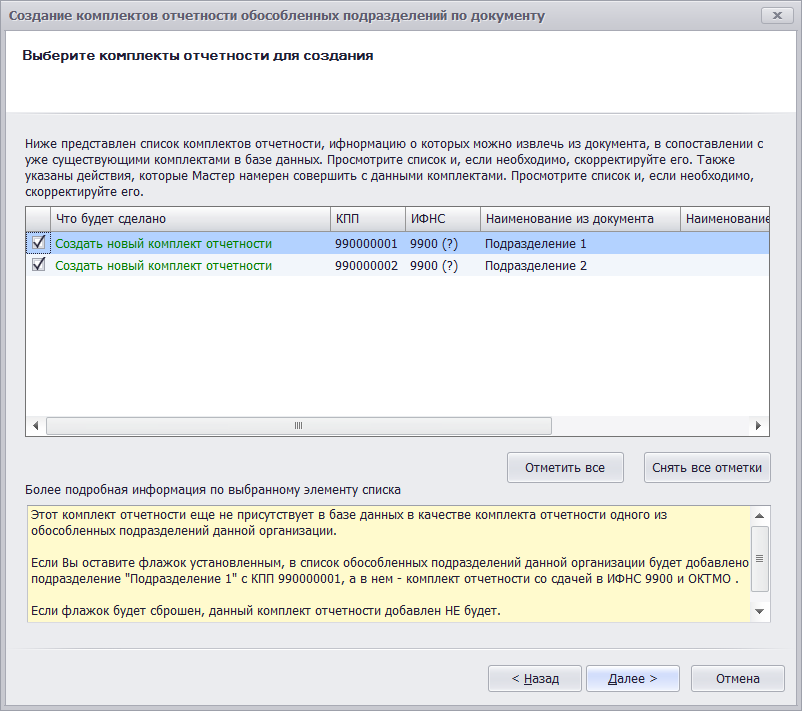 Создание комплектов отчетности обособленных подразделений по документу
Выберите комплекты отчетности для создания
Ниже представлен список комплектов отчетности, ифнормацию о которых можно извлечь из документа, в сопоставлении с
уже существующими комплектами в базе данных. Просмотрите список и, если необходимо, скорректируйте его. Также
указаны действия, которые Мастер намерен совершить с данными комплектами. Просмотрите список и, если необходимо,
скорректируйте его.
Что будет сделано КПП ИФНС Наименование из документа Наименование
Создать новый комплект отчетности 990000001 9900 (?) Подразделение 1
Создать новый комплект отчетности 990000002 9900 (?) Подразделение 2
Отметить все Снять все отметки
Более подробная информация по выбранному элементу списка
Этот комплект отчетности еще не присутствует в базе данных в качестве комплекта отчетности одного из
обособленных подразделений данной организации.
Если Вы оставите флажок установленным, в список обособленных подразделений данной организации будет добавлено
подразделение "Подразделение 1" с КПП 990000001, а в нем - комплект отчетности со сдачей в ИФНС 9900 и ОКТМО .
Если флажок будет сброшен, данный комплект отчетности добавлен НЕ будет.
< Назад Далее > Отмена